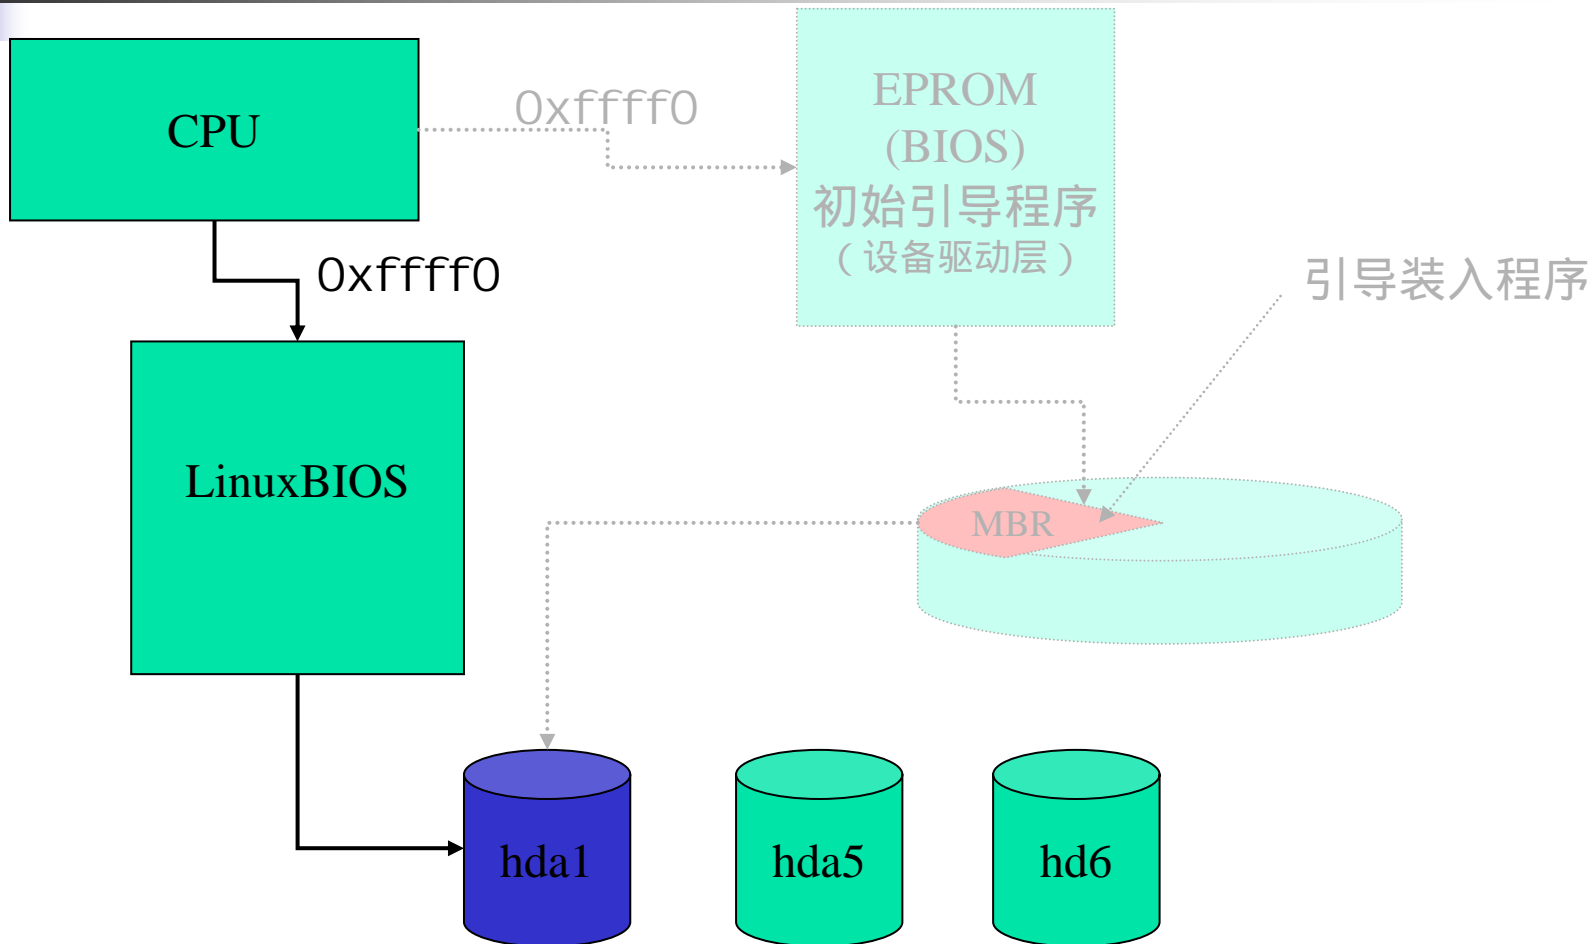 CPU
0xffff0
EPROM
(BIOS)
初始引导程序
（设备驱动层）
0xffff0
引导装入程序
LinuxBIOS
MBR
hda1
hda5
hd6